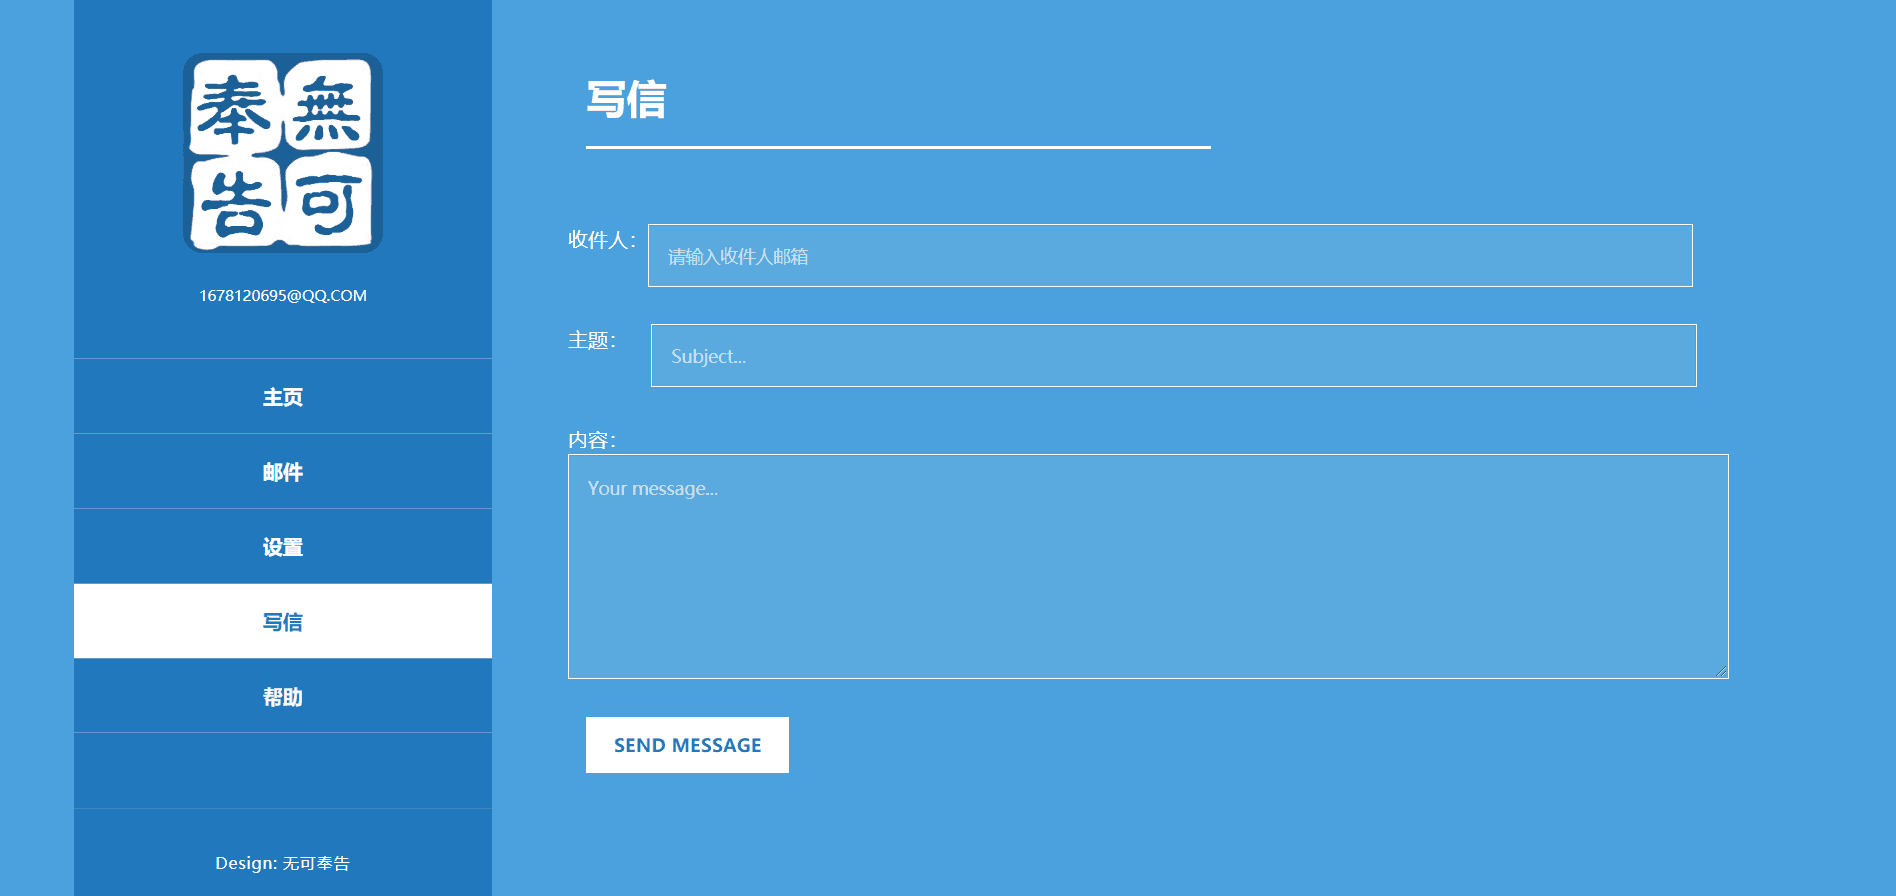 無可
奉告
1678120695@QQ.COM
主页
邮件
设置
写信
帮助
Design: 无可奉告
写信
收件人:
请输入收件人邮箱
主题:
Subject...
内容:
Your message...
SEND MESSAGE